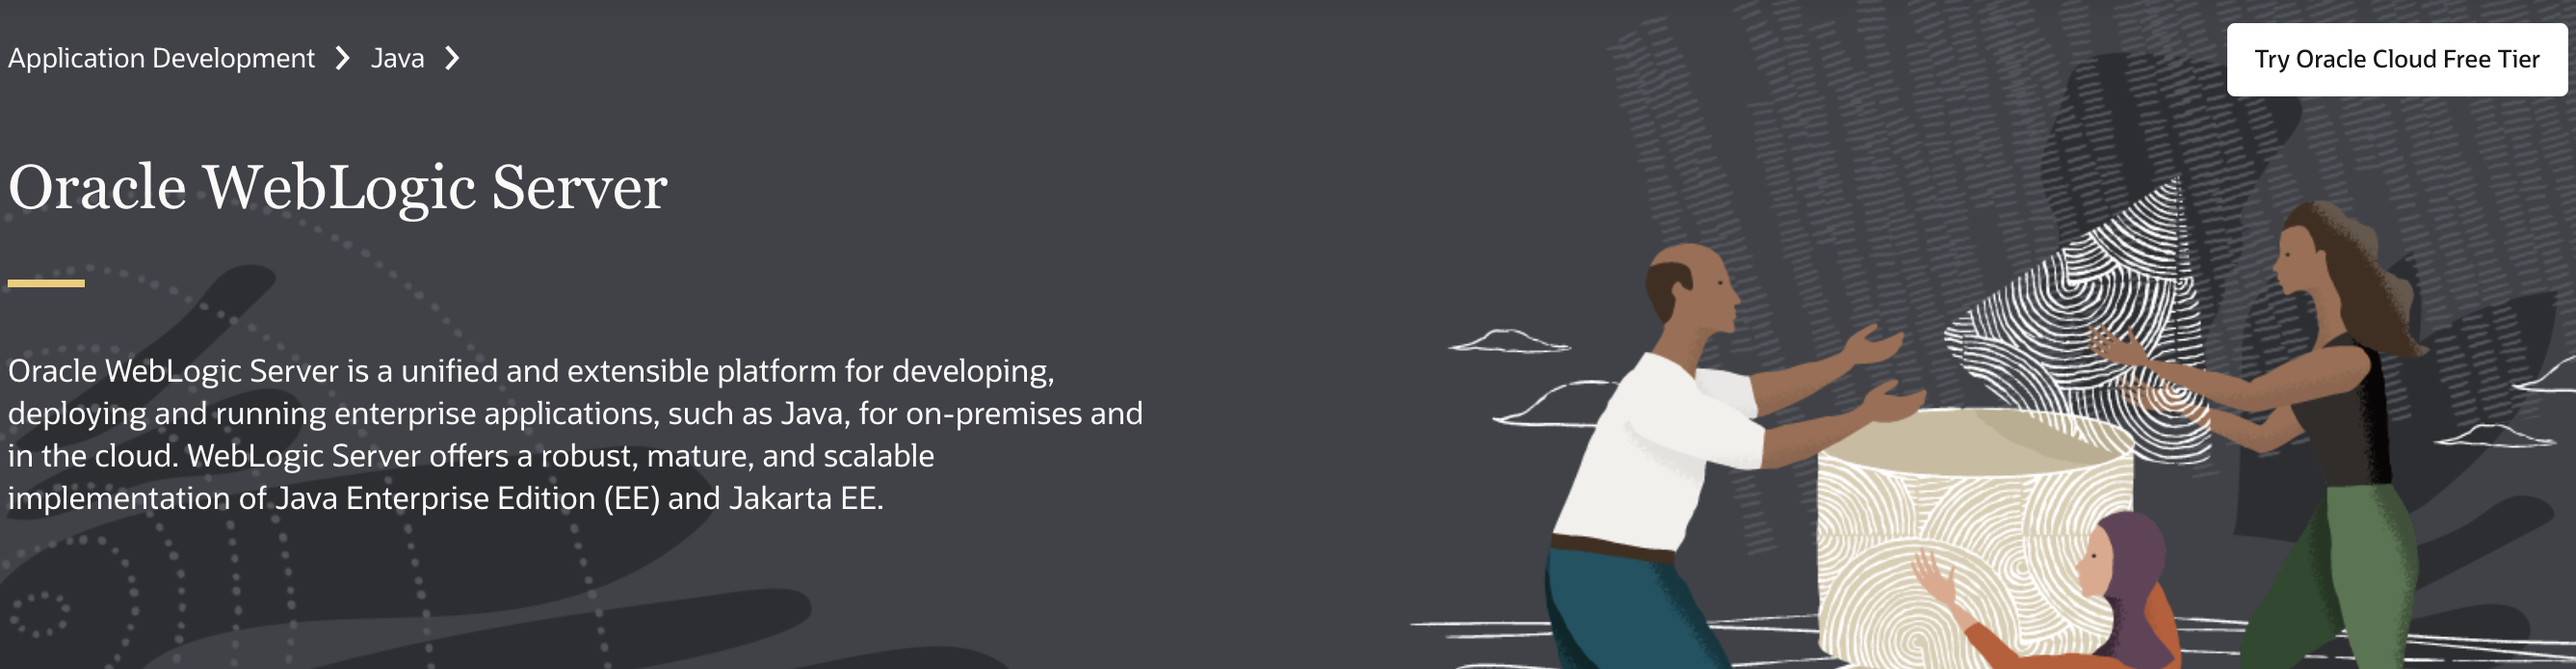 Application Development > Java >
Try Oracle Cloud Free Tier
Oracle WebLogic Server
Oracle WebLogic Server is a unified and extensible platform for developing,
deploying and running enterprise applications, such as Java, for on-premises and
in the cloud. WebLogic Server offers a robust, mature, and scalable
implementation of Java Enterprise Edition (EE) and Jakarta EE.